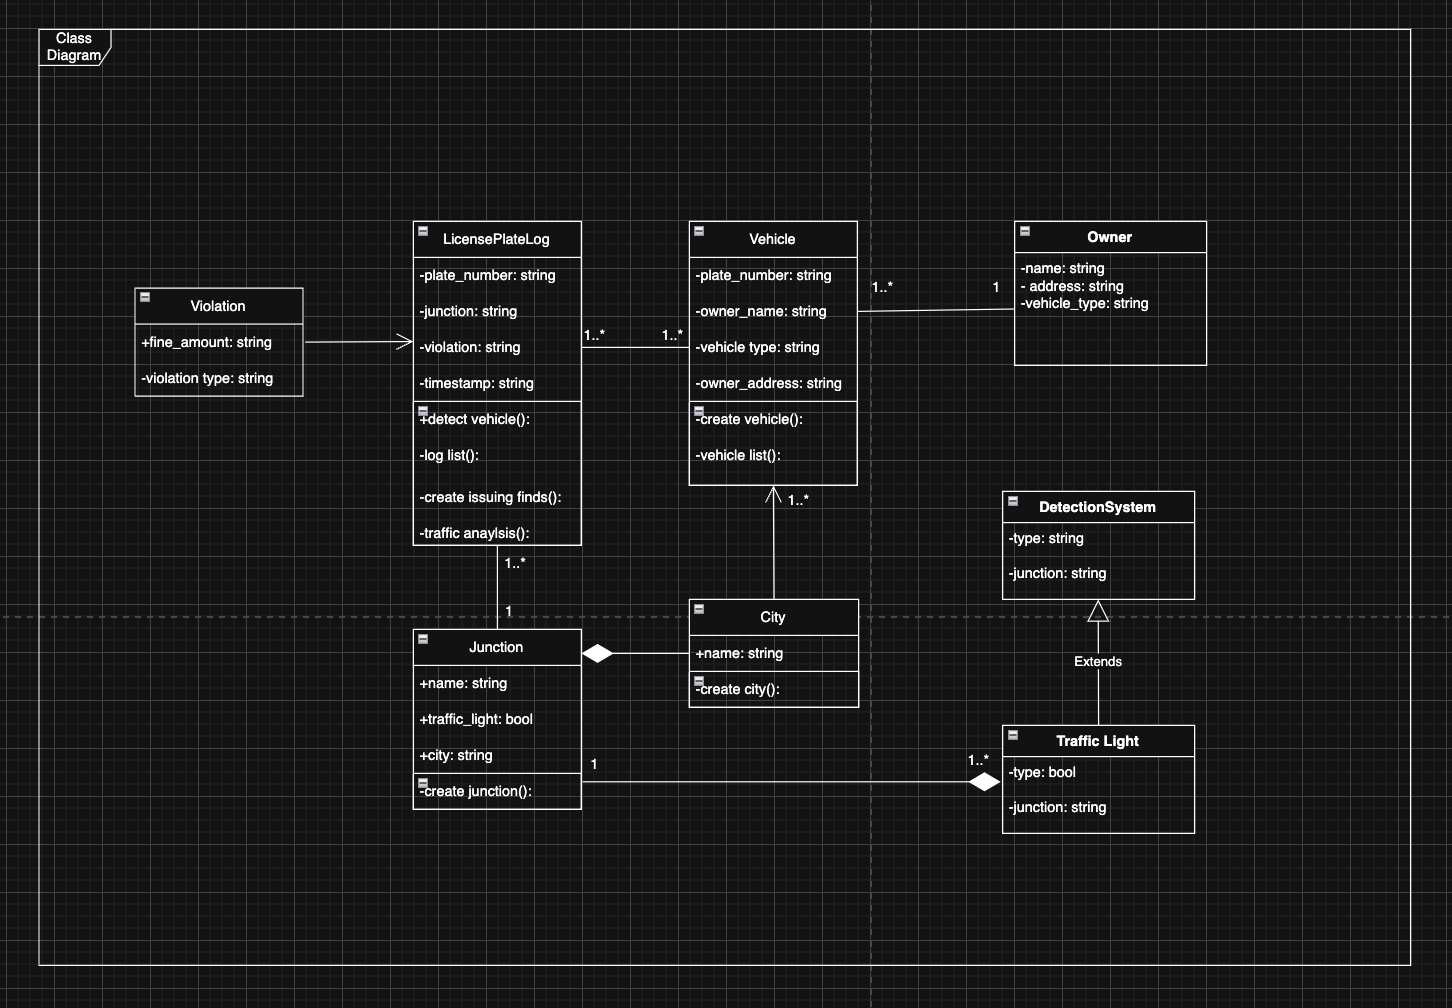 Class
Diagram
LicensePlateLog
-plate_number: string
-junction: string
-violation: string
-timestamp: string
+detect vehicle():
-log list():
-create issuing finds():
-traffic anaylsis():
Vehicle
-plate_number: string
-owner_name: string
-vehicle type: string
-owner_address: string
-create vehicle():
-vehicle list():
Owner
-name: string
- address: string
-vehicle_type: string
Violation
+fine_amount: string
-violation type: string
1..*
1
1..*
1..*
1..*
1..*
1
DetectionSystem
-type: string
-junction: string
City
+name: string
-create city():
Junction
+name: string
+traffic_light: bool
+city: string
-create junction():
Extends
Traffic Light
-type: bool
-junction: string
1
1..*